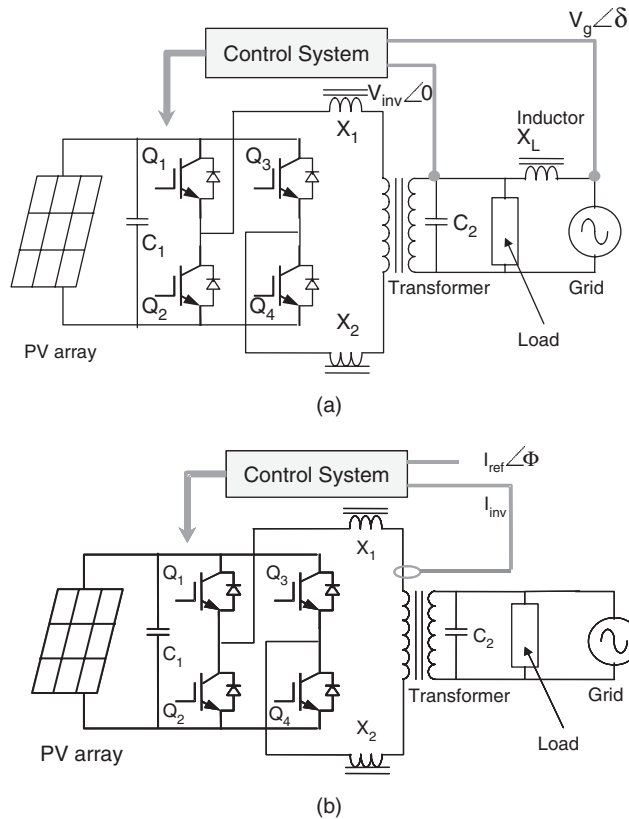 V_g∠δ
Control System
V_inv∠0
X_1
Inductor
X_L
Q_1
Q_3
C_1
C_2
Q_2
Q_4
Transformer
Grid
X_2
Load
PV array
(a)
I_ref∠Φ
Control System
I_inv
X_1
Q_1
Q_3
C_1
C_2
Q_2
Q_4
Transformer
Grid
X_2
Load
PV array
(b)